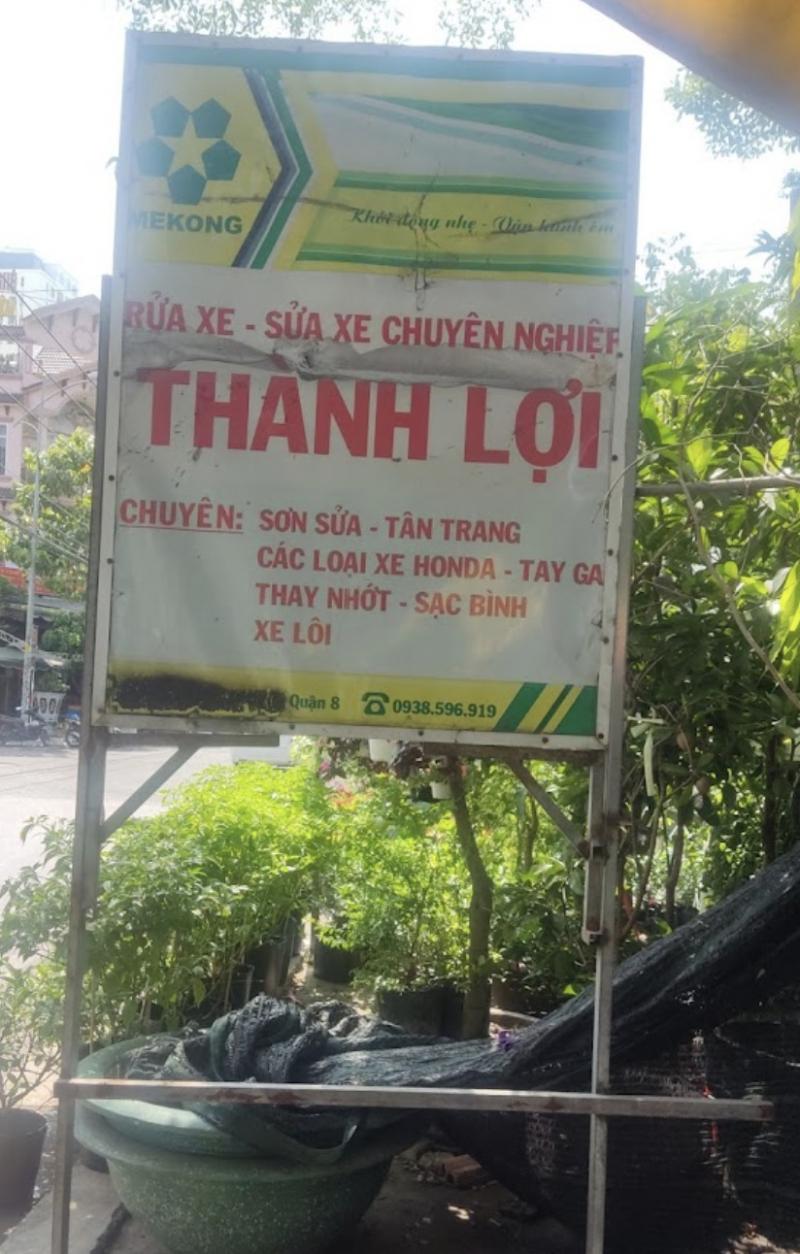 MEKONG
Khởi động nhẹ - Vận hành êm
RỬA XE - SỬA XE CHUYÊN NGHIỆP
THANH LỢI
CHUYÊN: SƠN SỬA - TÂN TRANG
CÁC LOẠI XE HONDA - TAY GA
THAY NHỚT - SẠC BÌNH
XE LÔI
Quận 8 ☎ 0938.596.919